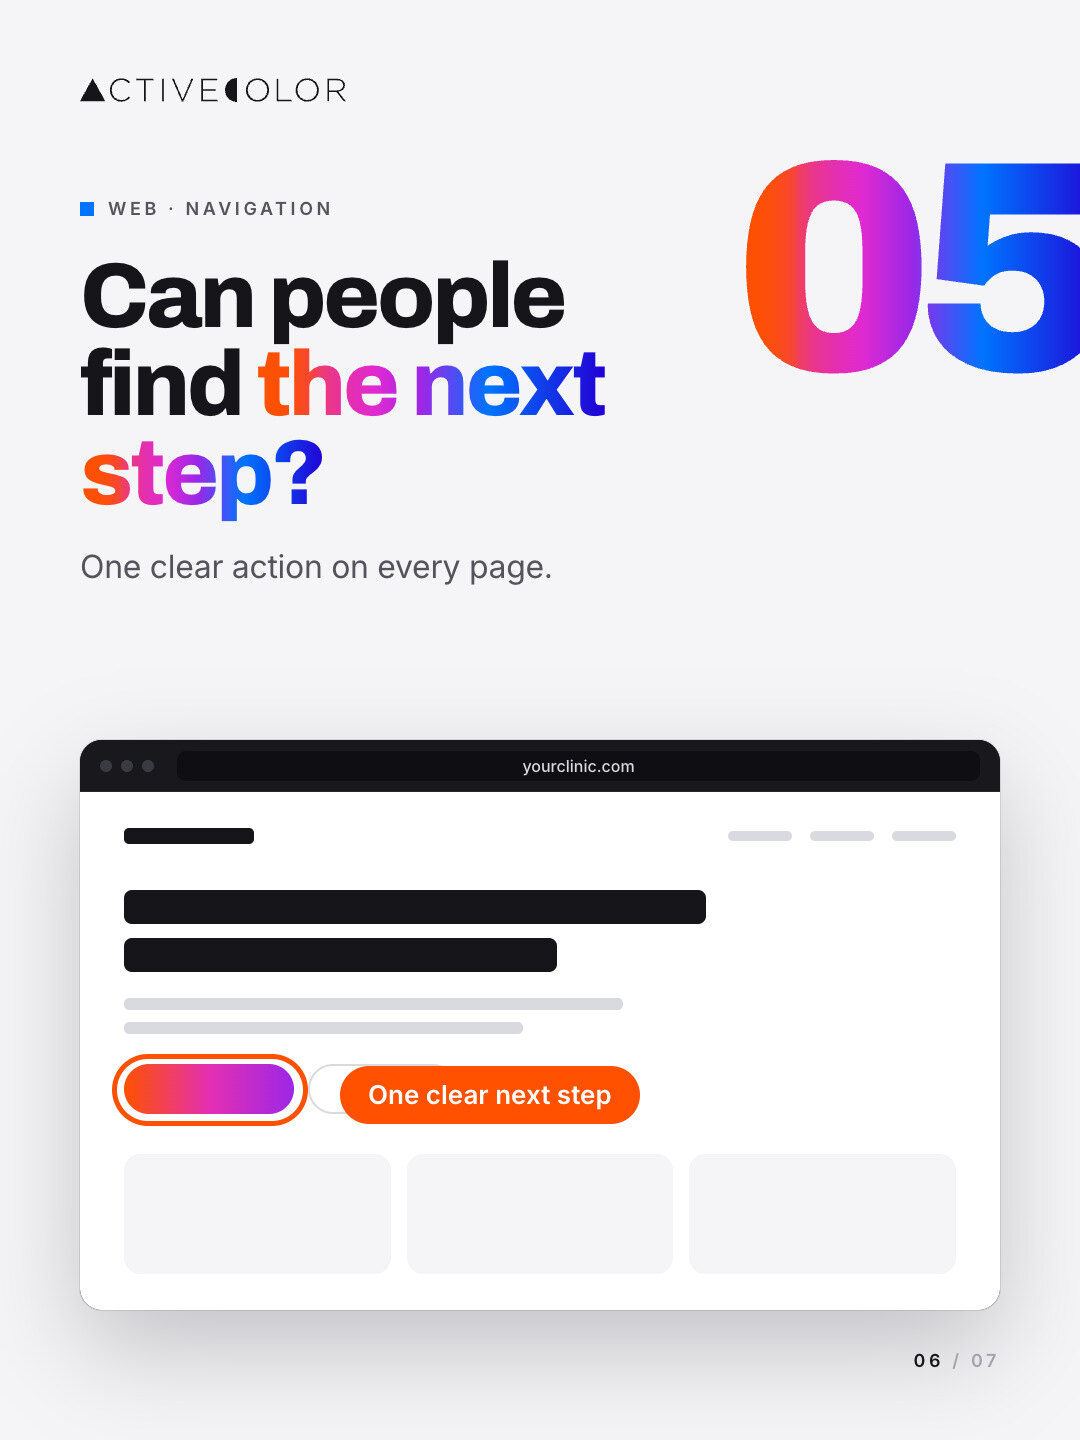 ACTIVECOLOR
05
WEB · NAVIGATION
Can people
find the next
step?
One clear action on every page.
yourclinic.com
One clear next step
06 / 07